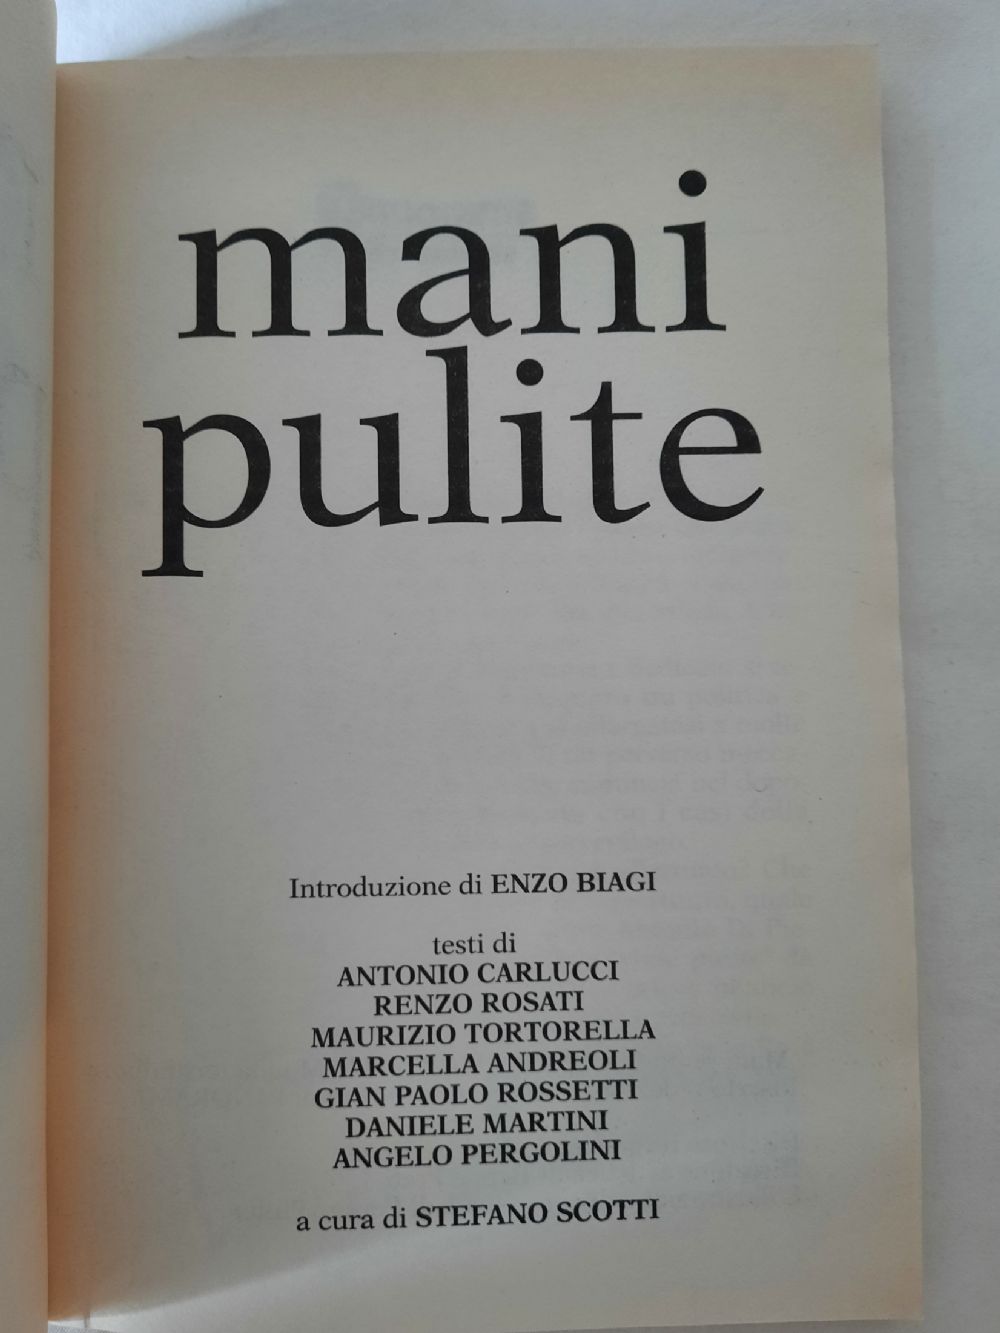 mani
pulite
Introduzione di ENZO BIAGI
testi di
ANTONIO CARLUCCI
RENZO ROSATI
MAURIZIO TORTORELLA
MARCELLA ANDREOLI
GIAN PAOLO ROSSETTI
DANIELE MARTINI
ANGELO PERGOLINI
a cura di STEFANO SCOTTI